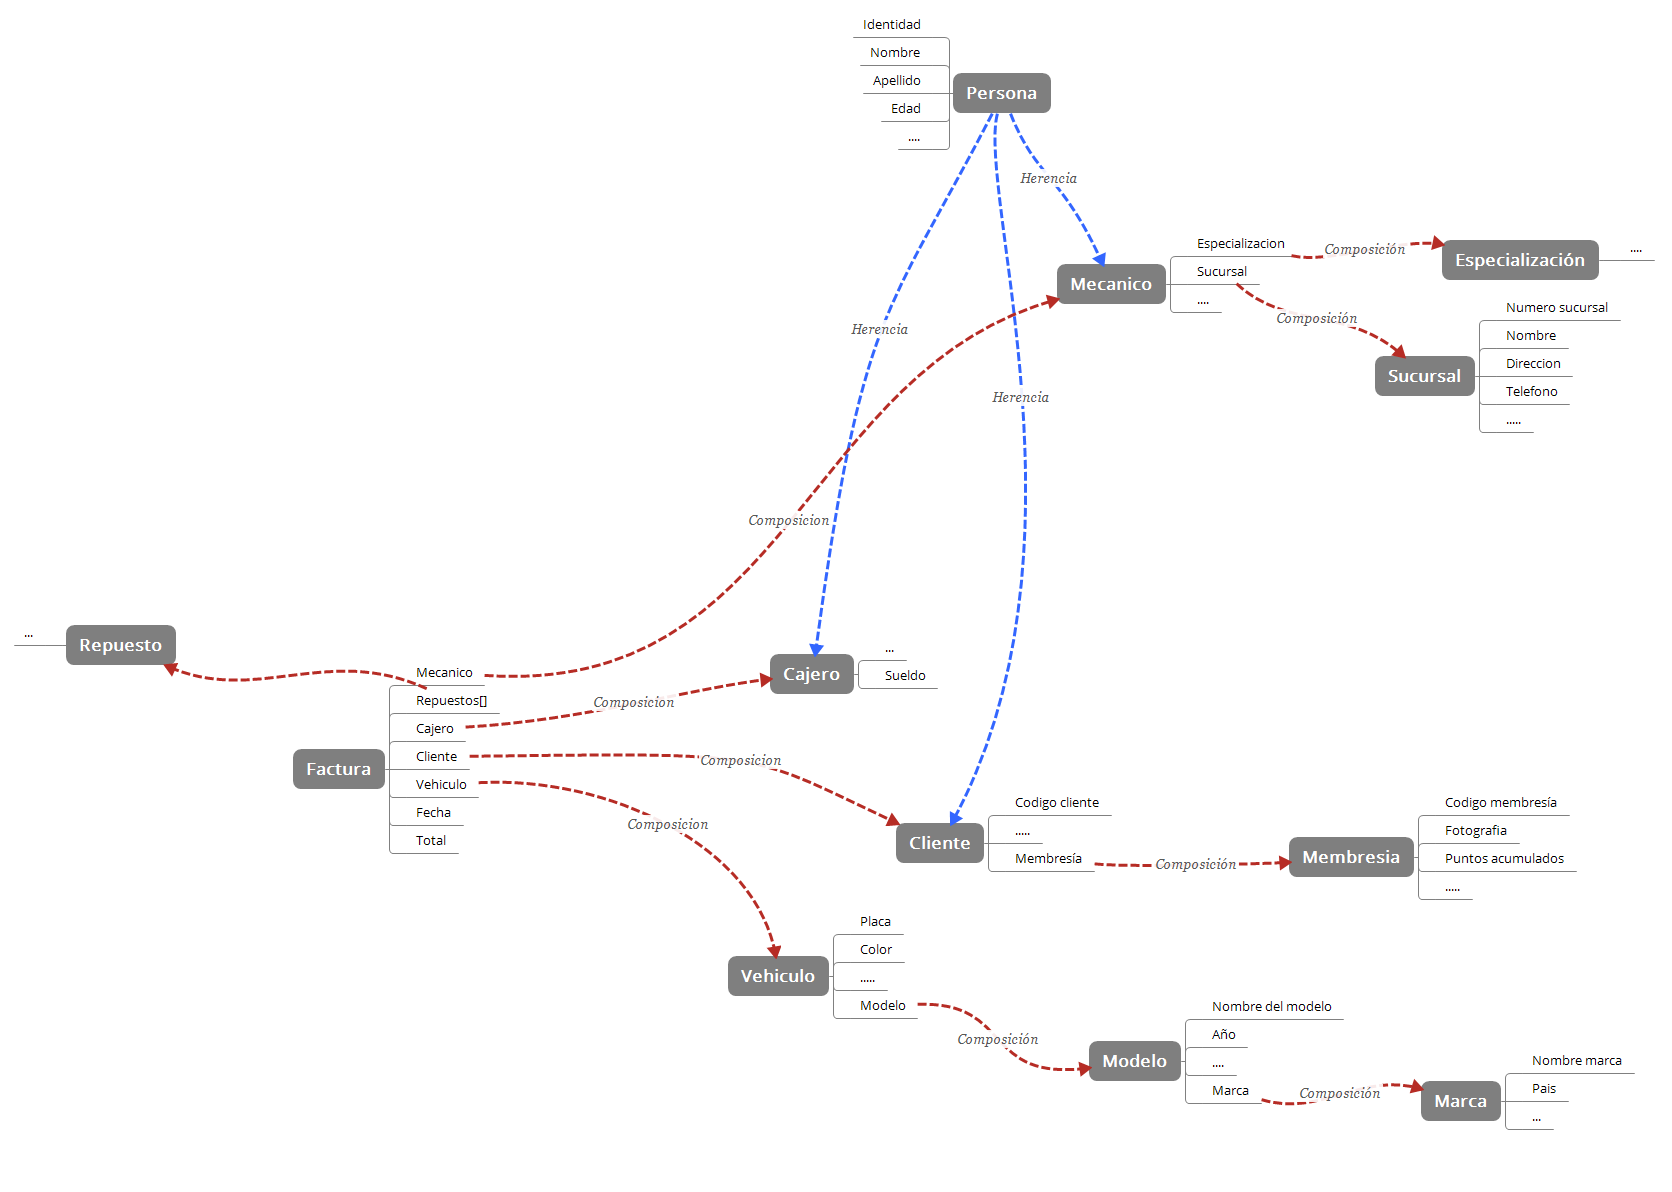 Identidad
Nombre
Apellido
Edad
....
Persona
Herencia
Herencia
Herencia
Mecanico
Especializacion
Sucursal
....
Composición
Especialización
....
Composición
Sucursal
Numero sucursal
Nombre
Direccion
Telefono
.....
Composicion
...
Repuesto
Factura
Mecanico
Repuestos[]
Cajero
Cliente
Vehiculo
Fecha
Total
Composicion
Cajero
...
Sueldo
Composicion
Cliente
Codigo cliente
.....
Membresía
Composición
Membresia
Codigo membresía
Fotografia
Puntos acumulados
.....
Composicion
Vehiculo
Placa
Color
.....
Modelo
Composición
Modelo
Nombre del modelo
Año
....
Marca
Composición
Marca
Nombre marca
Pais
...